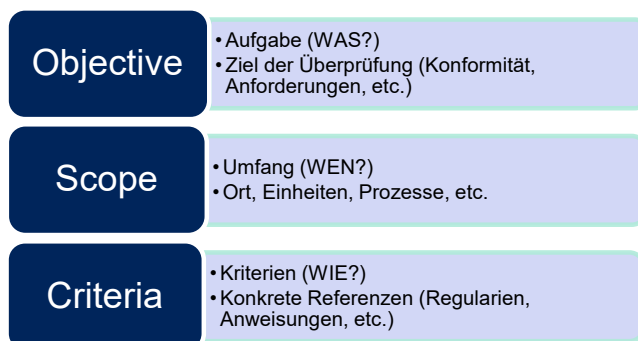 Objective
• Aufgabe (WAS?)
• Ziel der Überprüfung (Konformität,
Anforderungen, etc.)
Scope
• Umfang (WEN?)
• Ort, Einheiten, Prozesse, etc.
Criteria
• Kriterien (WIE?)
• Konkrete Referenzen (Regularien,
Anweisungen, etc.)